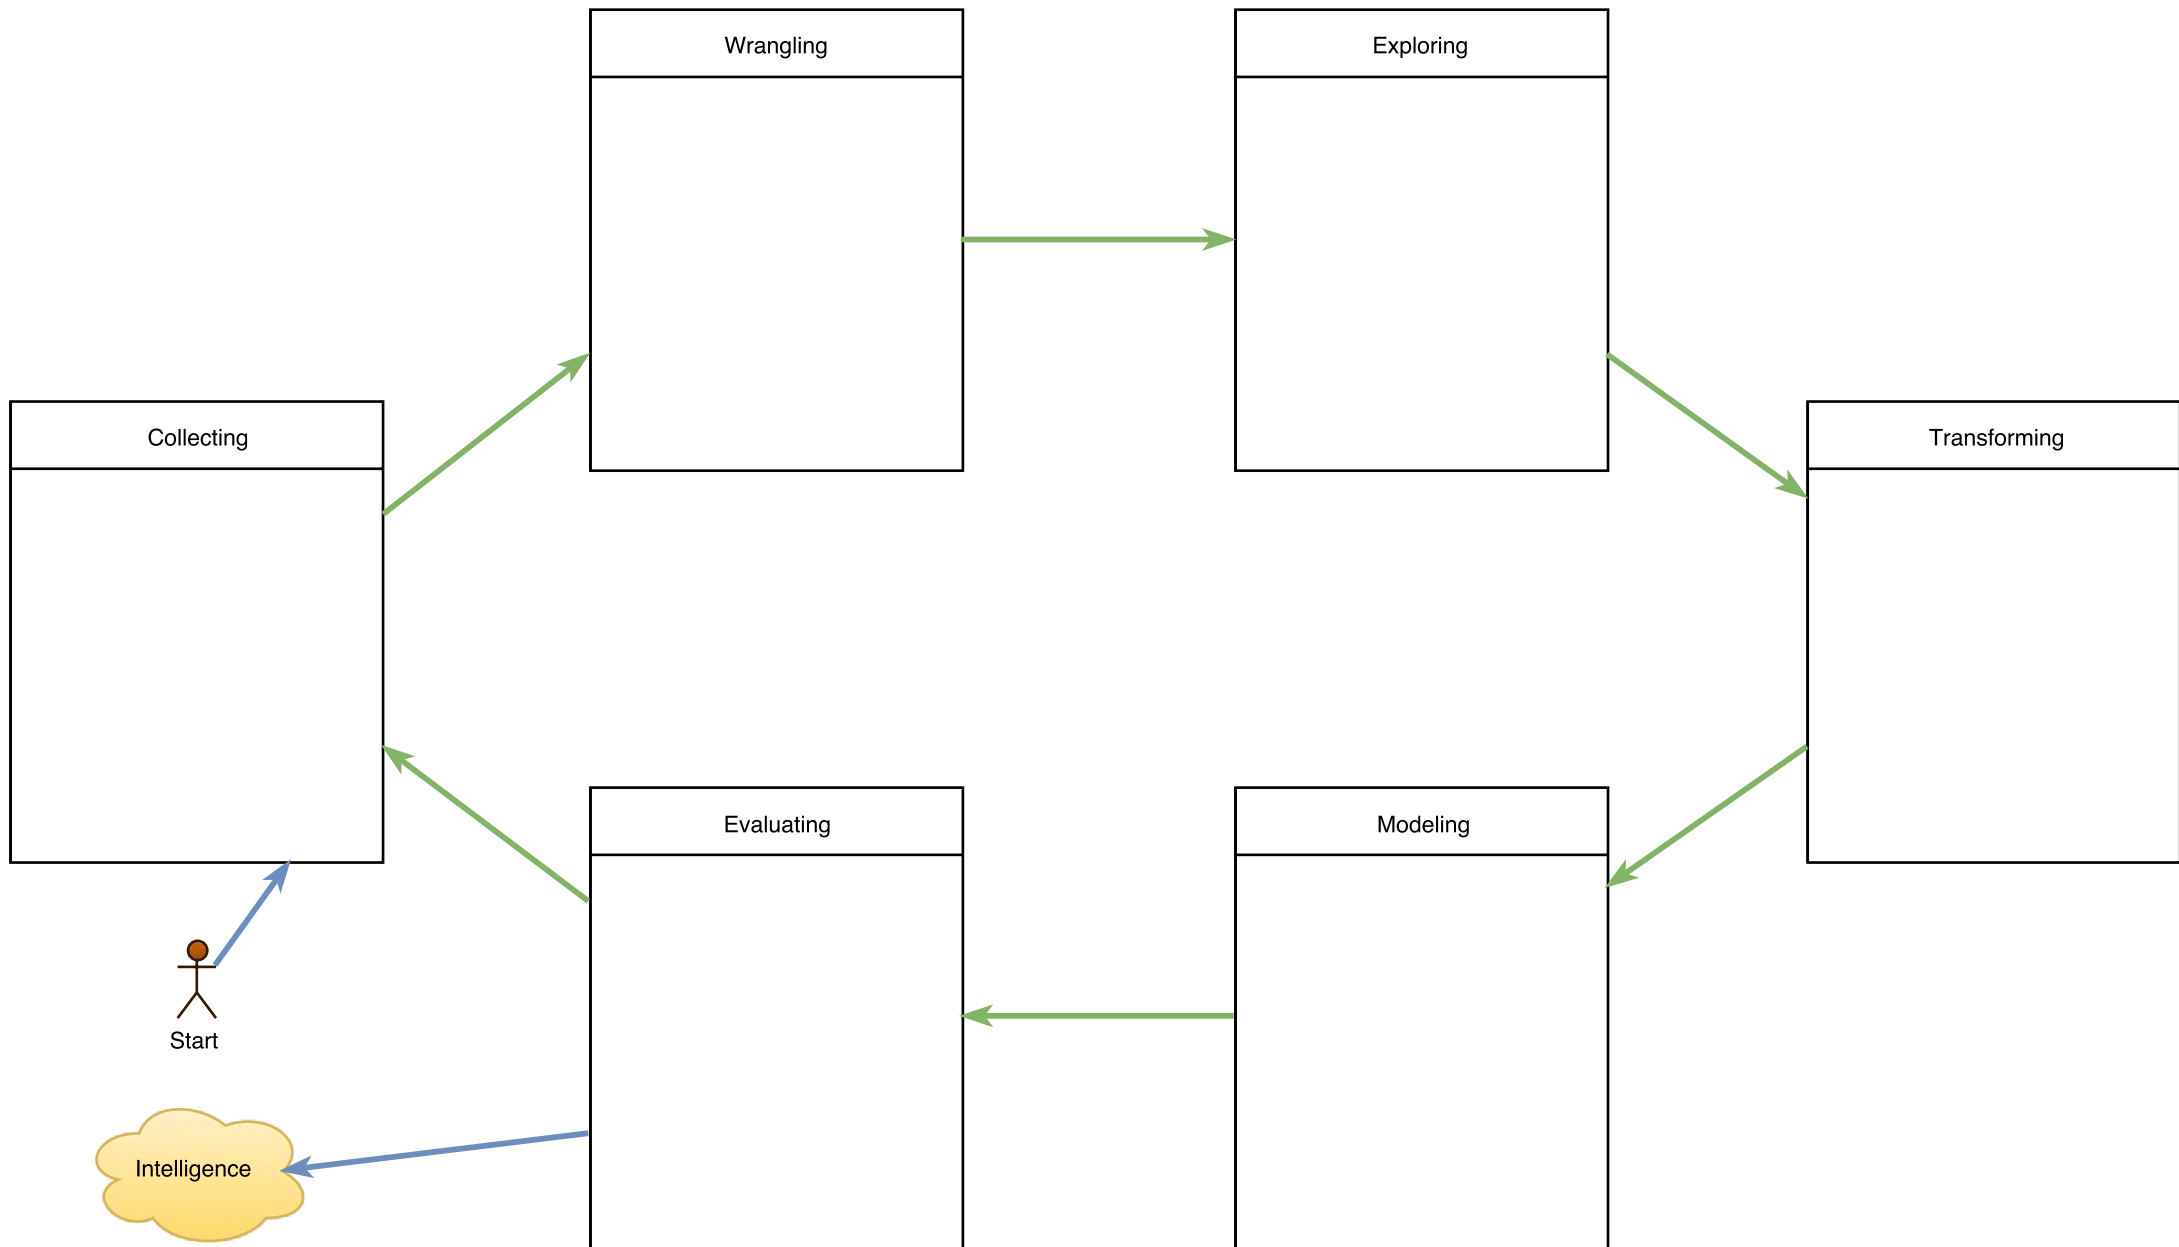 Wrangling
Exploring
Collecting
Transforming
Evaluating
Modeling
Start
Intelligence